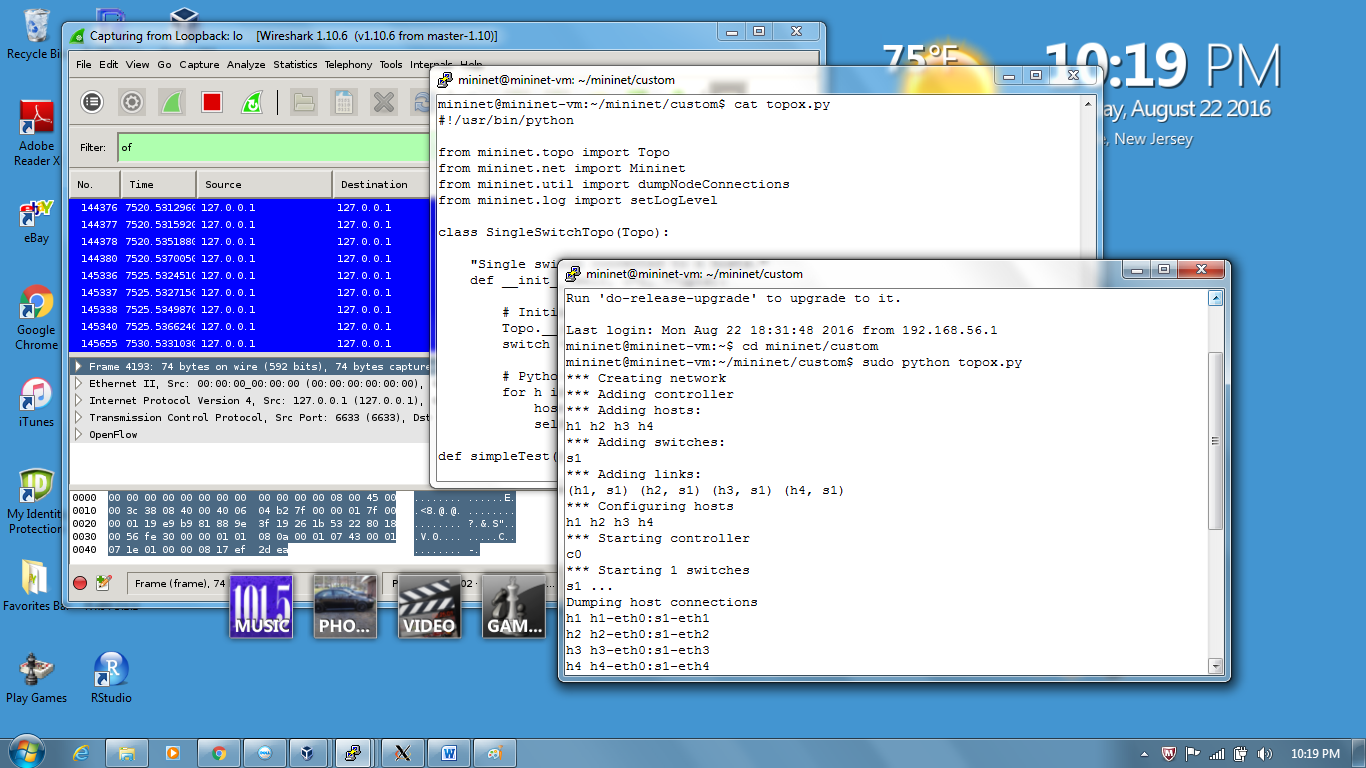 Recycle Bi
Adobe
Reader X
eBay
Google
Chrome
iTunes
My Identit
Protection
Favorites Ba
Play Games
RStudio
Capturing from Loopback: lo [Wireshark 1.10.6 (v1.10.6 from master-1.10)]
File Edit View Go Capture Analyze Statistics Telephony Tools Internals Help
Filter: of
No. Time Source Destination
144376 7520.5312960 127.0.0.1 127.0.0.1
144377 7520.5315920 127.0.0.1 127.0.0.1
144378 7520.5351880 127.0.0.1 127.0.0.1
144380 7520.5370050 127.0.0.1 127.0.0.1
145336 7525.5324510 127.0.0.1 127.0.0.1
145337 7525.5327150 127.0.0.1 127.0.0.1
145338 7525.5349870 127.0.0.1 127.0.0.1
145340 7525.5366240 127.0.0.1 127.0.0.1
145655 7530.5331030 127.0.0.1 127.0.0.1
Frame 4193: 74 bytes on wire (592 bits), 74 bytes capture
Ethernet II, Src: 00:00:00_00:00:00 (00:00:00:00:00:00),
Internet Protocol Version 4, Src: 127.0.0.1 (127.0.0.1),
Transmission Control Protocol, Src Port: 6633 (6633), Dst
OpenFlow
0000 00 00 00 00 00 00 00 00 00 00 00 00 08 00 45 00 ........ ......E.
0010 00 3c 38 08 40 00 40 06 04 b2 7f 00 00 01 7f 00 .<8.@.@. ........
0020 00 01 19 e9 b9 81 88 9e 3f 19 26 1b 53 22 80 18 ........ ?.&.S"..
0030 00 56 fe 30 00 00 01 01 08 0a 00 01 07 43 00 01 .V.0.... .....C..
0040 07 1e 01 00 00 08 17 ef 2d ea ........ -.
Frame (frame), 74
mininet@mininet-vm: ~/mininet/custom
mininet@mininet-vm:~/mininet/custom$ cat topox.py
#!/usr/bin/python
from mininet.topo import Topo
from mininet.net import Mininet
from mininet.util import dumpNodeConnections
from mininet.log import setLogLevel
class SingleSwitchTopo(Topo):
"Single swi
def __init_
# Initi
Topo.__
switch
# Pytho
for h i
hos
sel
def simpleTest(
mininet@mininet-vm: ~/mininet/custom
Run 'do-release-upgrade' to upgrade to it.
Last login: Mon Aug 22 18:31:48 2016 from 192.168.56.1
mininet@mininet-vm:~$ cd mininet/custom
mininet@mininet-vm:~/mininet/custom$ sudo python topox.py
*** Creating network
*** Adding controller
*** Adding hosts:
h1 h2 h3 h4
*** Adding switches:
s1
*** Adding links:
(h1, s1) (h2, s1) (h3, s1) (h4, s1)
*** Configuring hosts
h1 h2 h3 h4
*** Starting controller
c0
*** Starting 1 switches
s1 ...
Dumping host connections
h1 h1-eth0:s1-eth1
h2 h2-eth0:s1-eth2
h3 h3-eth0:s1-eth3
h4 h4-eth0:s1-eth4
75°F
10:19 PM
ay, August 22 2016
, New Jersey
101.5
MUSIC
PHO...
VIDEO
GAM...
10:19 PM